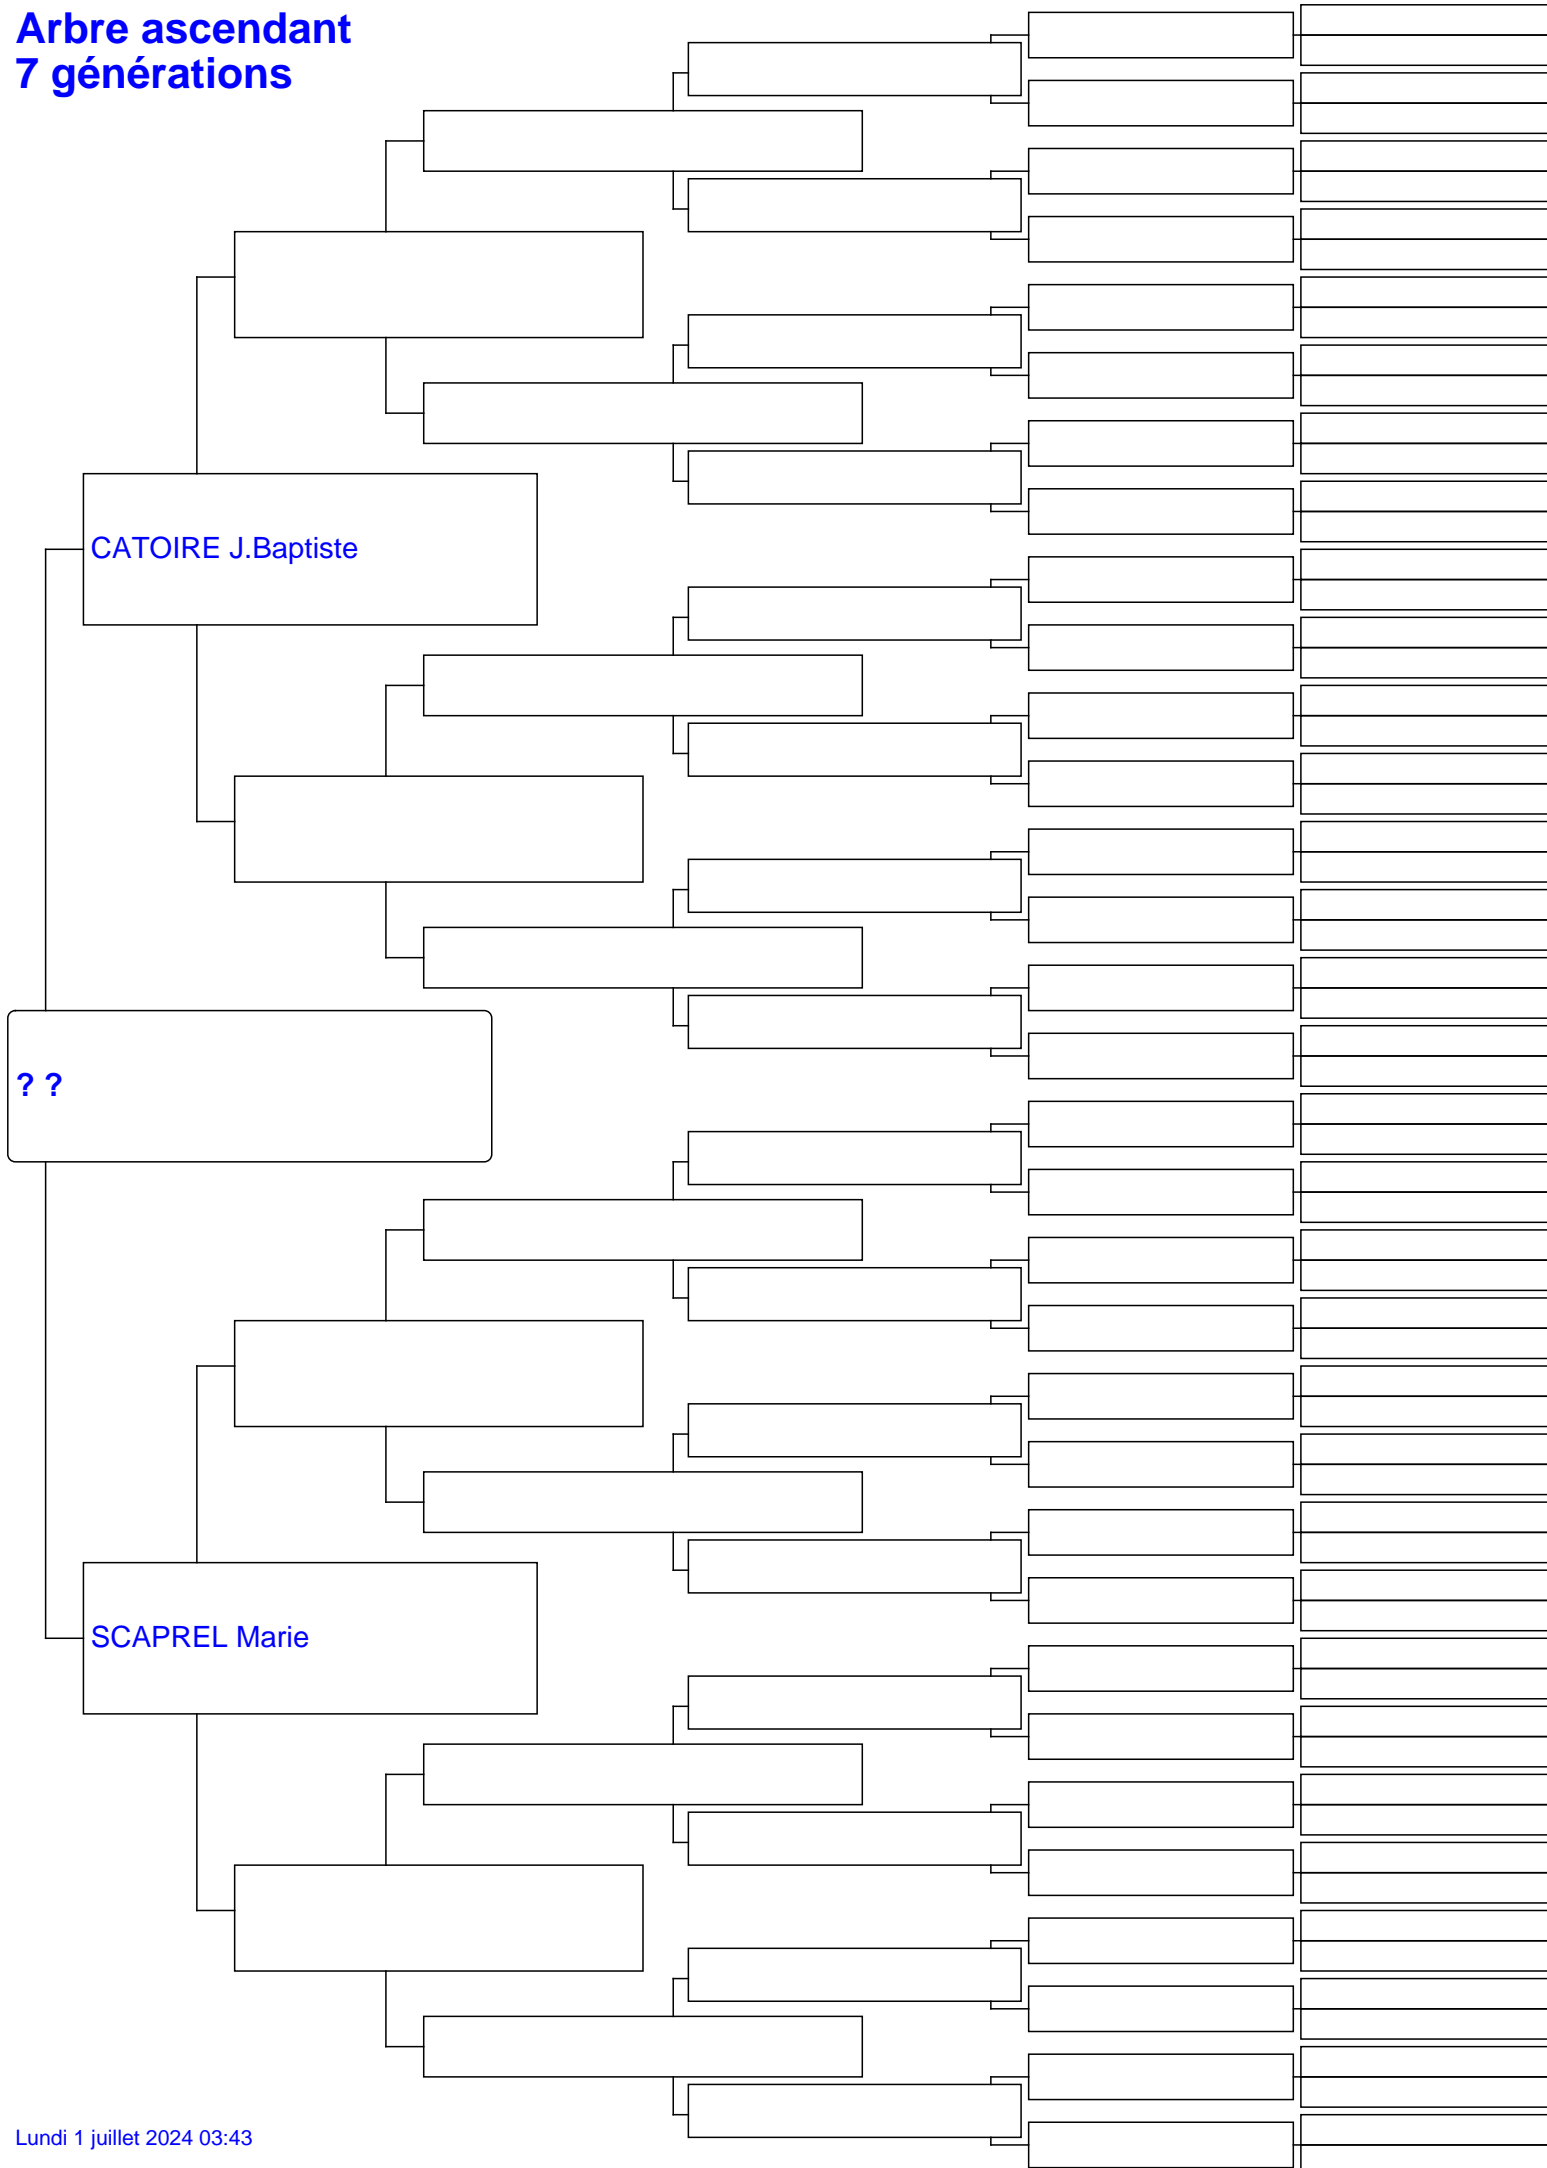 Arbre ascendant
7 générations
CATOIRE J.Baptiste
? ?
SCAPREL Marie
Lundi 1 juillet 2024 03:43